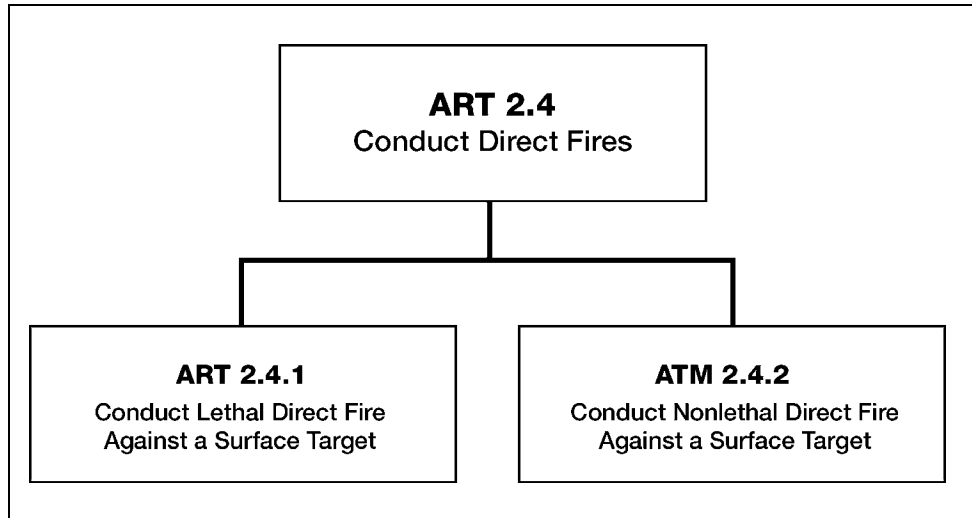 ART 2.4
Conduct Direct Fires
ART 2.4.1
Conduct Lethal Direct Fire
Against a Surface Target
ATM 2.4.2
Conduct Nonlethal Direct Fire
Against a Surface Target